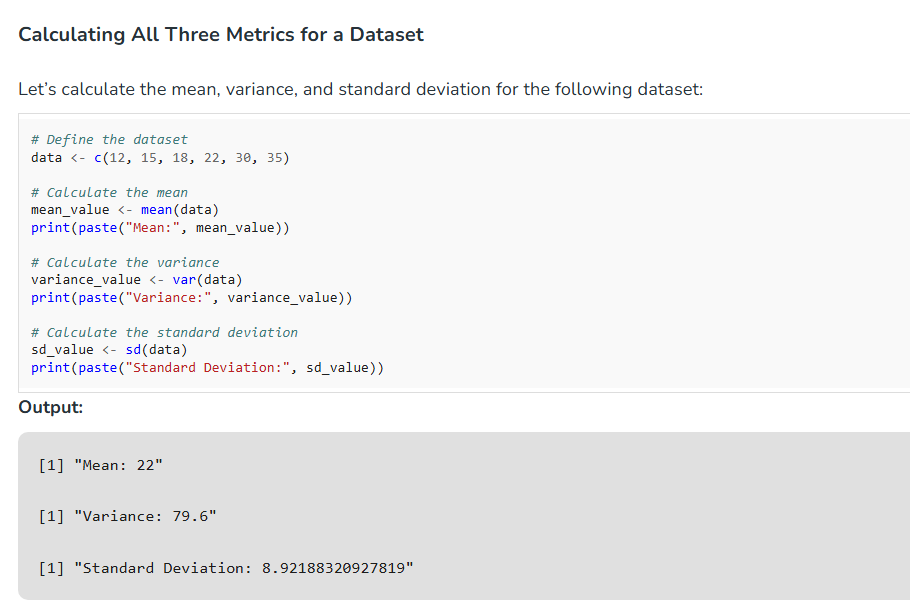 Calculating All Three Metrics for a Dataset
Let’s calculate the mean, variance, and standard deviation for the following dataset:
# Define the dataset
data <- c(12, 15, 18, 22, 30, 35)
# Calculate the mean
mean_value <- mean(data)
print(paste("Mean:", mean_value))
# Calculate the variance
variance_value <- var(data)
print(paste("Variance:", variance_value))
# Calculate the standard deviation
sd_value <- sd(data)
print(paste("Standard Deviation:", sd_value))
Output:
[1] "Mean: 22"
[1] "Variance: 79.6"
[1] "Standard Deviation: 8.92188320927819"